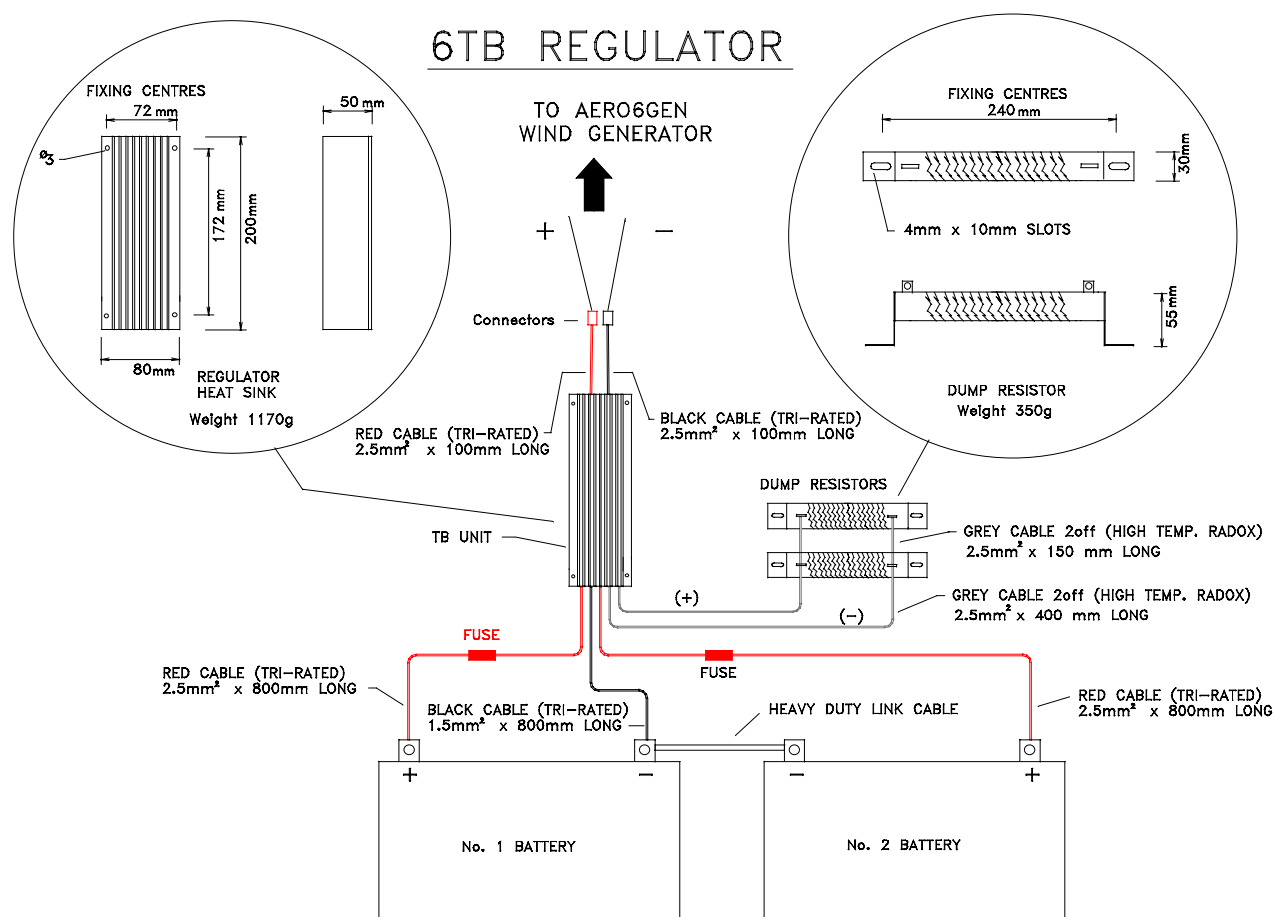 6TB REGULATOR
TO AERO6GEN
WIND GENERATOR
+
−
Connectors
FIXING CENTRES
72mm
50mm
ø3
172mm
200mm
80mm
REGULATOR
HEAT SINK
Weight 1170g
FIXING CENTRES
240mm
30mm
4mm x 10mm SLOTS
55mm
DUMP RESISTOR
Weight 350g
RED CABLE (TRI-RATED)
2.5mm² x 100mm LONG
BLACK CABLE (TRI-RATED)
2.5mm² x 100mm LONG
TB UNIT
DUMP RESISTORS
GREY CABLE 2off (HIGH TEMP. RADOX)
2.5mm² x 150 mm LONG
GREY CABLE 2off (HIGH TEMP. RADOX)
2.5mm² x 400 mm LONG
(+)
(−)
FUSE
FUSE
RED CABLE (TRI-RATED)
2.5mm² x 800mm LONG
BLACK CABLE (TRI-RATED)
1.5mm² x 800mm LONG
HEAVY DUTY LINK CABLE
RED CABLE (TRI-RATED)
2.5mm² x 800mm LONG
+
−
−
+
No. 1 BATTERY
No. 2 BATTERY